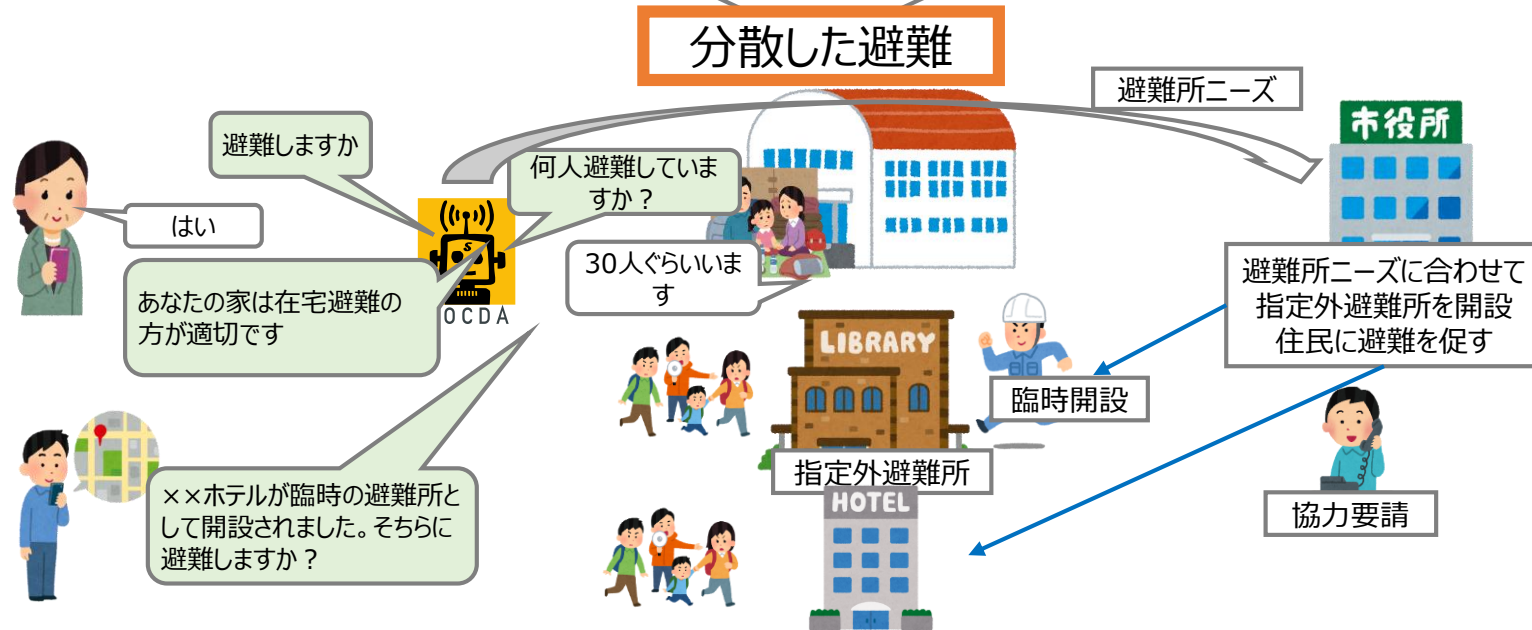 分散した避難
避難所ニーズ
市役所
避難しますか
何人避難していま
すか？
はい
S
OCDA
30人ぐらいいま
す
あなたの家は在宅避難の
方が適切です
避難所ニーズに合わせて
指定外避難所を開設
住民に避難を促す
LIBRARY
臨時開設
指定外避難所
HOTEL
協力要請
××ホテルが臨時の避難所と
して開設されました。そちらに
避難しますか？